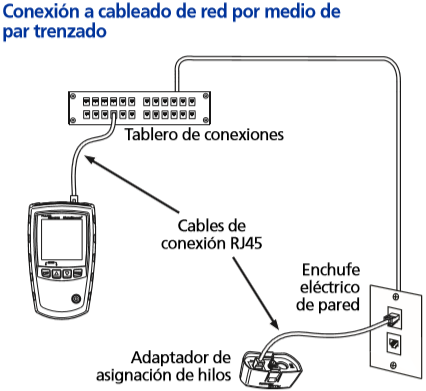 Conexión a cableado de red por medio de
par trenzado
Tablero de conexiones
Cables de
conexión RJ45
Enchufe
eléctrico
de pared
Adaptador de
asignación de hilos